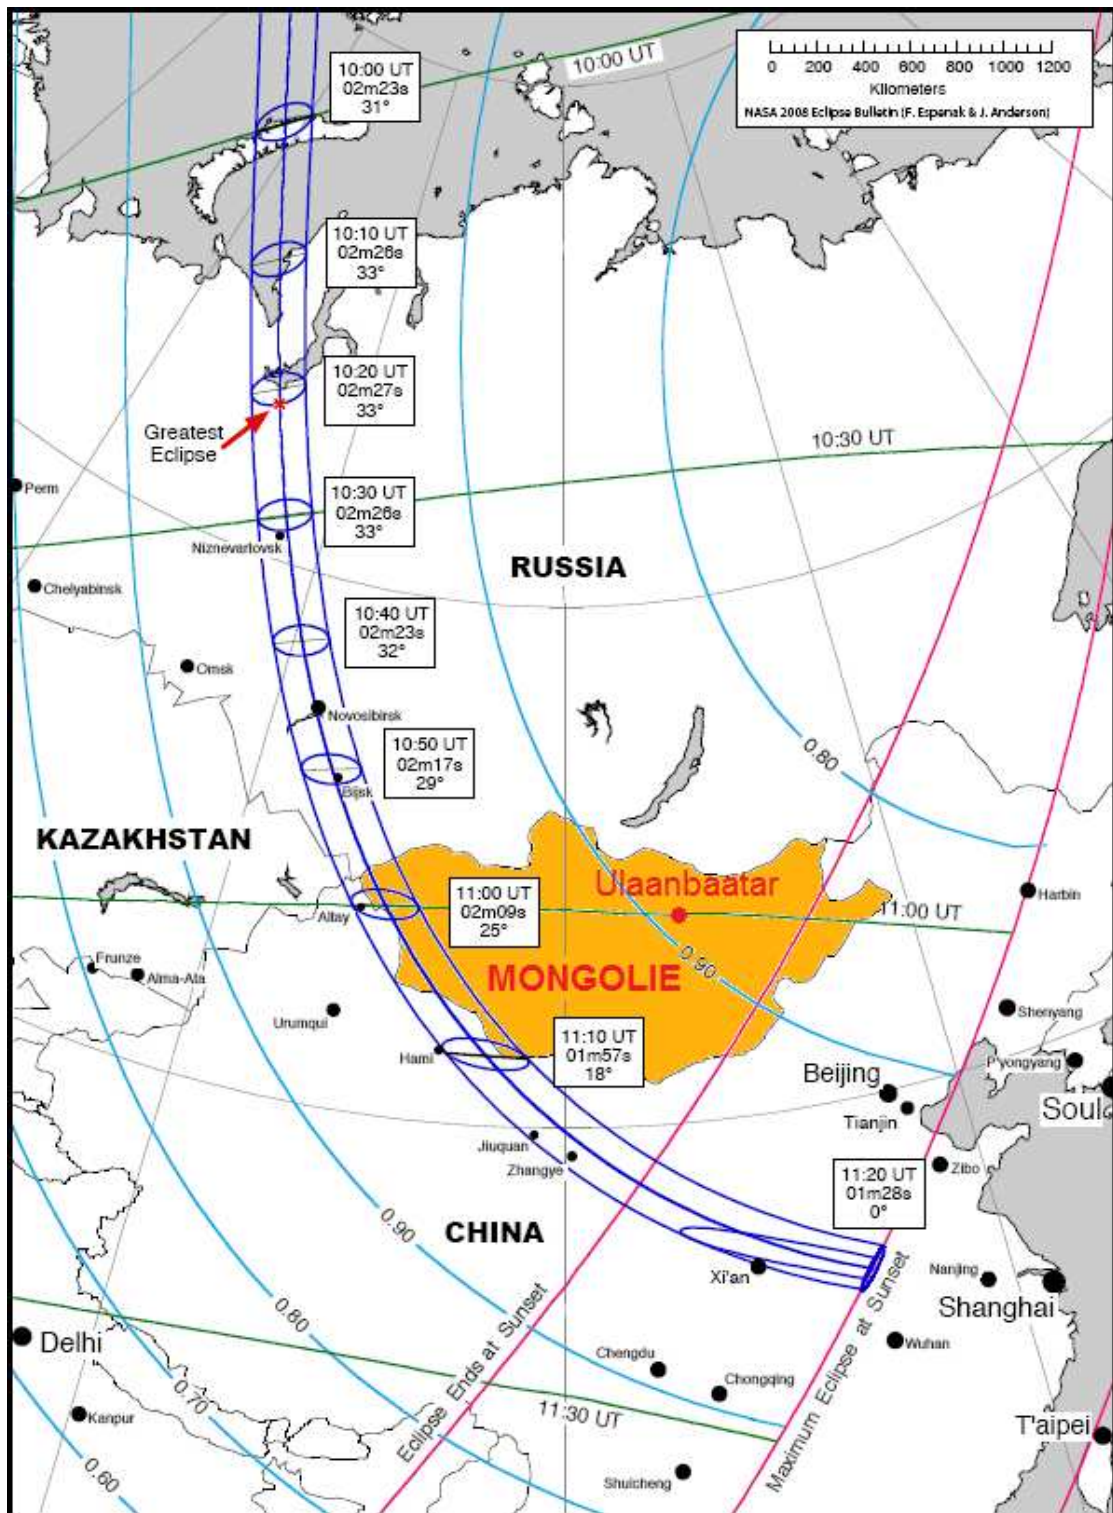 10:00 UT
02m23s
31°
10:00 UT
0 200 400 600 800 1000 1200
Kilometers
NASA 2008 Eclipse Bulletin (F. Espenak & J. Anderson)
10:10 UT
02m26s
33°
10:20 UT
02m27s
33°
Greatest
Eclipse
10:30 UT
Perm
10:30 UT
02m26s
33°
Niznevartovsk
RUSSIA
Chelyabinsk
10:40 UT
02m23s
32°
Omsk
Novosibirsk
10:50 UT
02m17s
29°
0.80
Bijsk
KAZAKHSTAN
11:00 UT
02m09s
25°
Ulaanbaatar
Altay
11:00 UT
Harbin
Frunze
Alma-Ata
0.90
MONGOLIE
Urumqui
Shenyang
Hami
11:10 UT
01m57s
18°
Beijing
P'yongyang
Tianjin
Soul
Jiuquan
Zhangye
11:20 UT
01m28s
0°
Zibo
0.90
CHINA
Xi'an
Nanjing
Shanghai
0.80
Delhi
Eclipse Ends at Sunset
Maximum Eclipse at Sunset
Wuhan
Chengdu
Chongqing
0.70
Kanpur
11:30 UT
T'aipei
0.60
Shuicheng